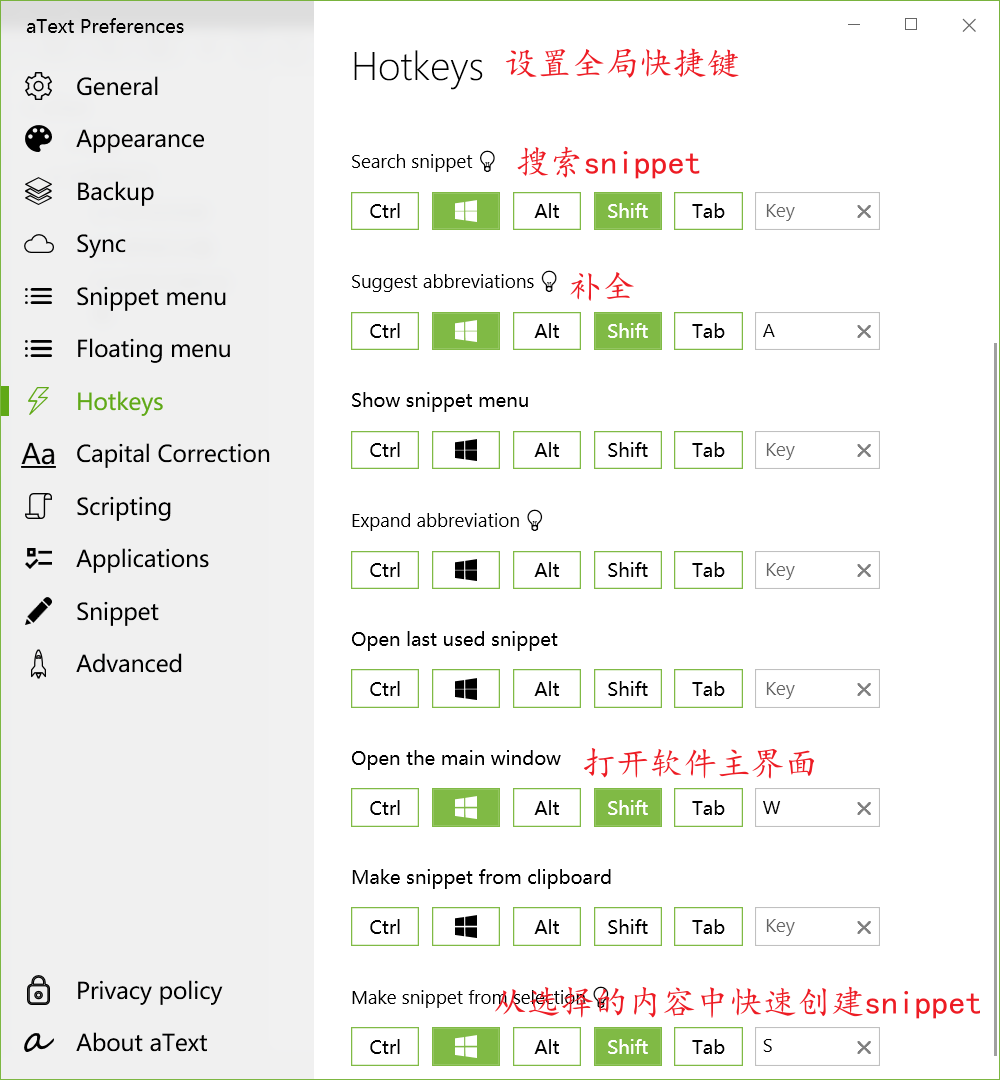 aText Preferences
General
Appearance
Backup
Sync
Snippet menu
Floating menu
Hotkeys
Aa Capital Correction
Scripting
Applications
Snippet
Advanced
Privacy policy
About aText
Hotkeys 设置全局快捷键
Search snippet 搜索snippet
Ctrl Alt Shift Tab Key
Suggest abbreviations 补全
Ctrl Alt Shift Tab A
Show snippet menu
Ctrl Alt Shift Tab Key
Expand abbreviation
Ctrl Alt Shift Tab Key
Open last used snippet
Ctrl Alt Shift Tab Key
Open the main window 打开软件主界面
Ctrl Alt Shift Tab W
Make snippet from clipboard
Ctrl Alt Shift Tab Key
Make snippet from selection 从选择的内容中快速创建snippet
Ctrl Alt Shift Tab S